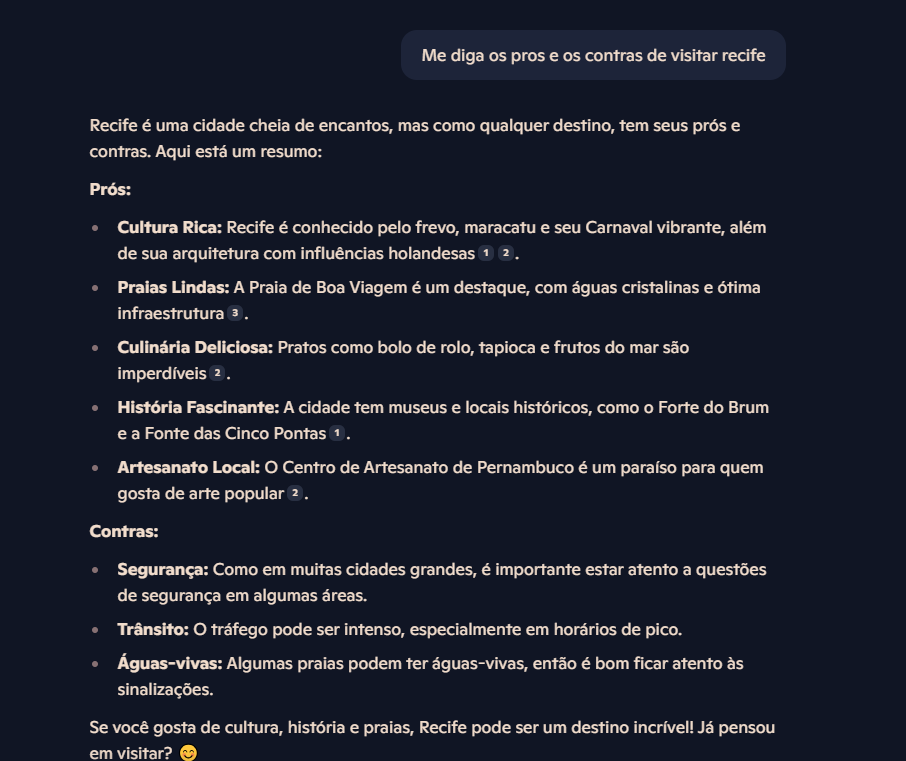 Me diga os pros e os contras de visitar recife
Recife é uma cidade cheia de encantos, mas como qualquer destino, tem seus prós e
contras. Aqui está um resumo:
Prós:
• Cultura Rica: Recife é conhecido pelo frevo, maracatu e seu Carnaval vibrante, além
de sua arquitetura com influências holandesas 1 2 .
• Praias Lindas: A Praia de Boa Viagem é um destaque, com águas cristalinas e ótima
infraestrutura 3 .
• Culinária Deliciosa: Pratos como bolo de rolo, tapioca e frutos do mar são
imperdíveis 2 .
• História Fascinante: A cidade tem museus e locais históricos, como o Forte do Brum
e a Fonte das Cinco Pontas 1 .
• Artesanato Local: O Centro de Artesanato de Pernambuco é um paraíso para quem
gosta de arte popular 2 .
Contras:
• Segurança: Como em muitas cidades grandes, é importante estar atento a questões
de segurança em algumas áreas.
• Trânsito: O tráfego pode ser intenso, especialmente em horários de pico.
• Águas-vivas: Algumas praias podem ter águas-vivas, então é bom ficar atento às
sinalizações.
Se você gosta de cultura, história e praias, Recife pode ser um destino incrível! Já pensou
em visitar? 😊